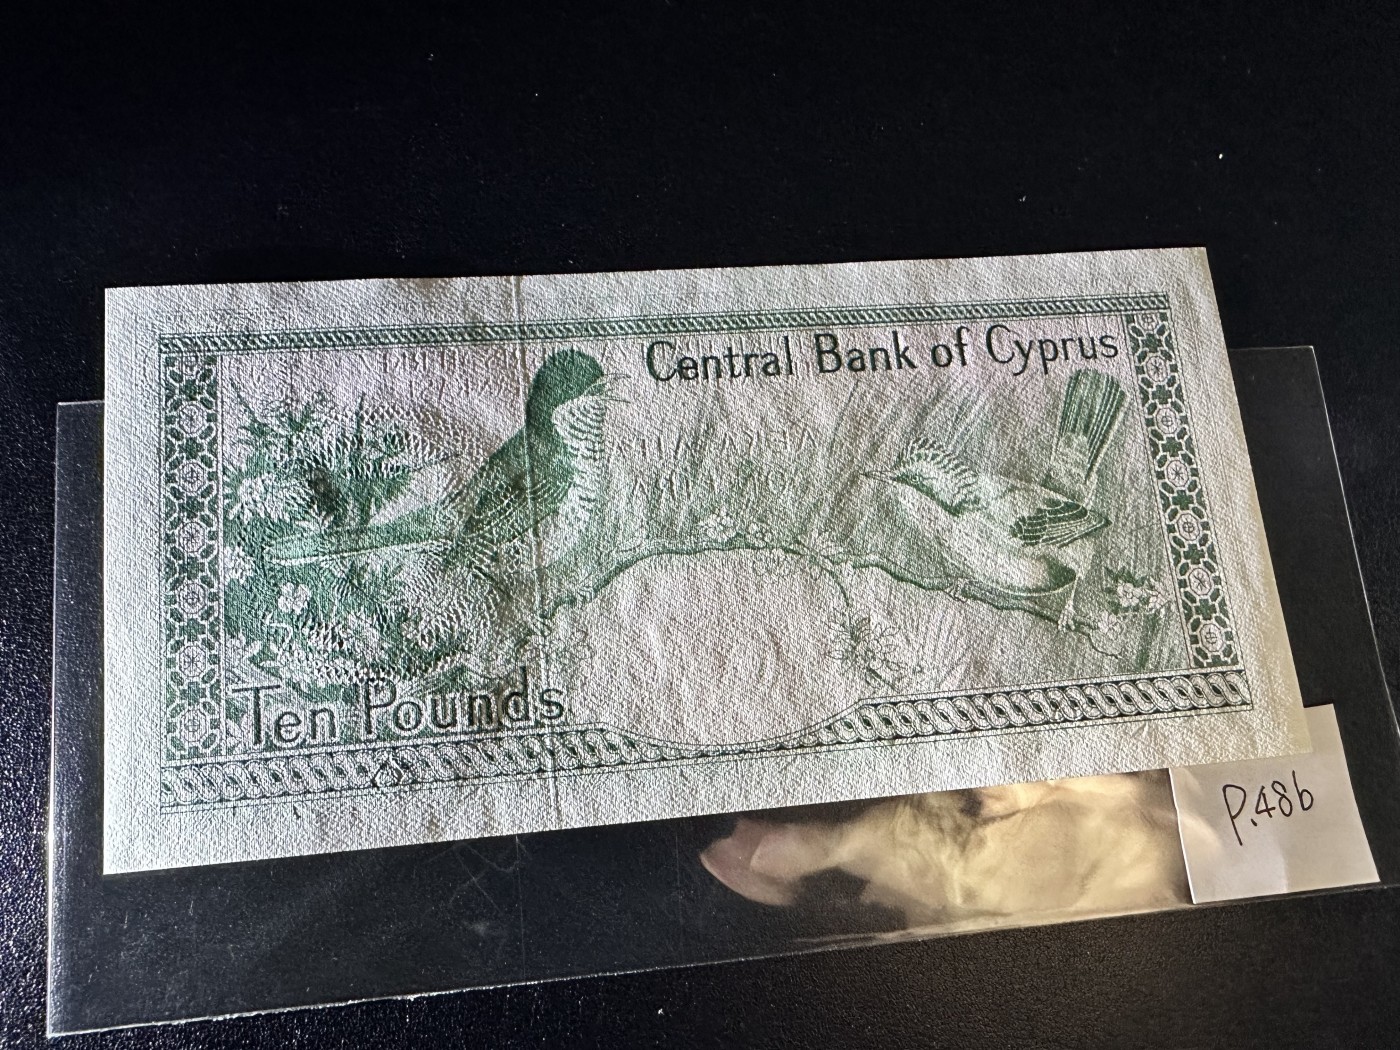 Central Bank of Cyprus
Ten Pounds
P.48b